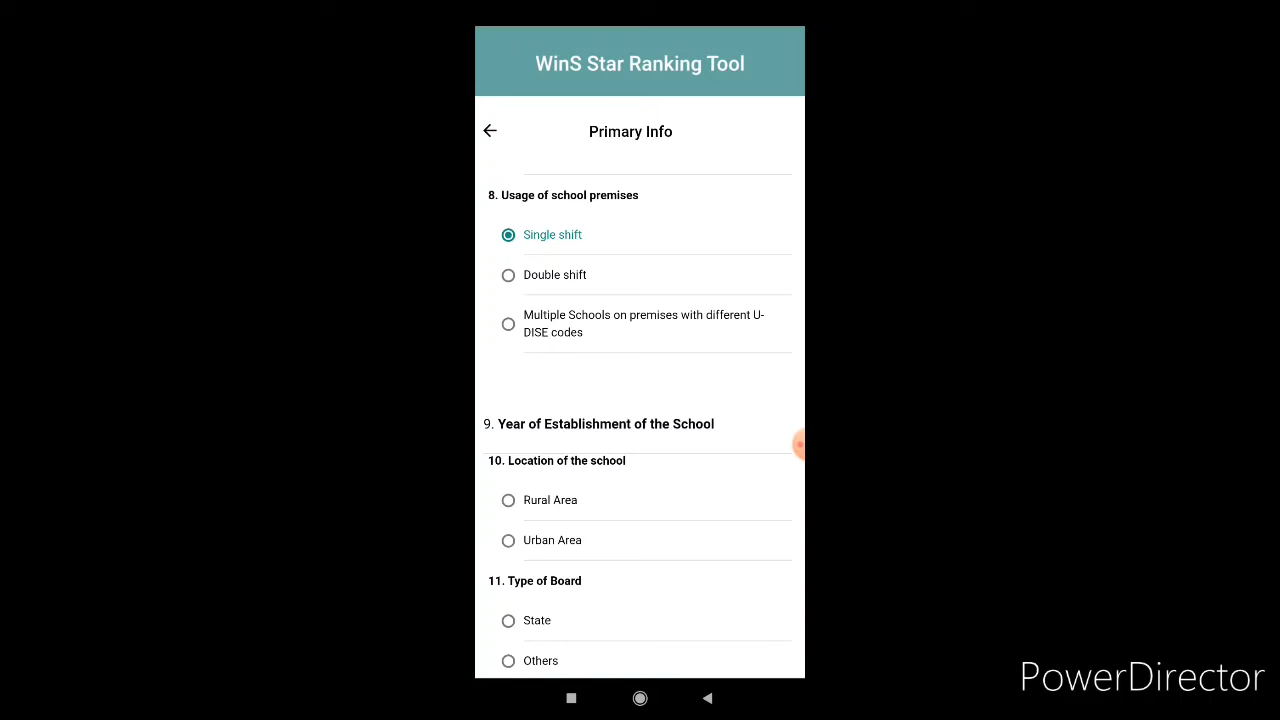 WinS Star Ranking Tool
Primary Info
8. Usage of school premises
Single shift
Double shift
Multiple Schools on premises with different U-
DISE codes
9. Year of Establishment of the School
10. Location of the school
Rural Area
Urban Area
11. Type of Board
State
Others
PowerDirector